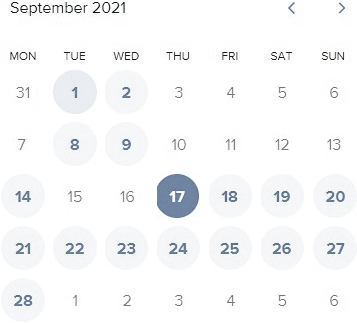 September 2021
MON TUE WED THU FRI SAT SUN
31 1 2 3 4 5 6
7 8 9 10 11 12 13
14 15 16 17 18 19 20
21 22 23 24 25 26 27
28 1 2 3 4 5 6